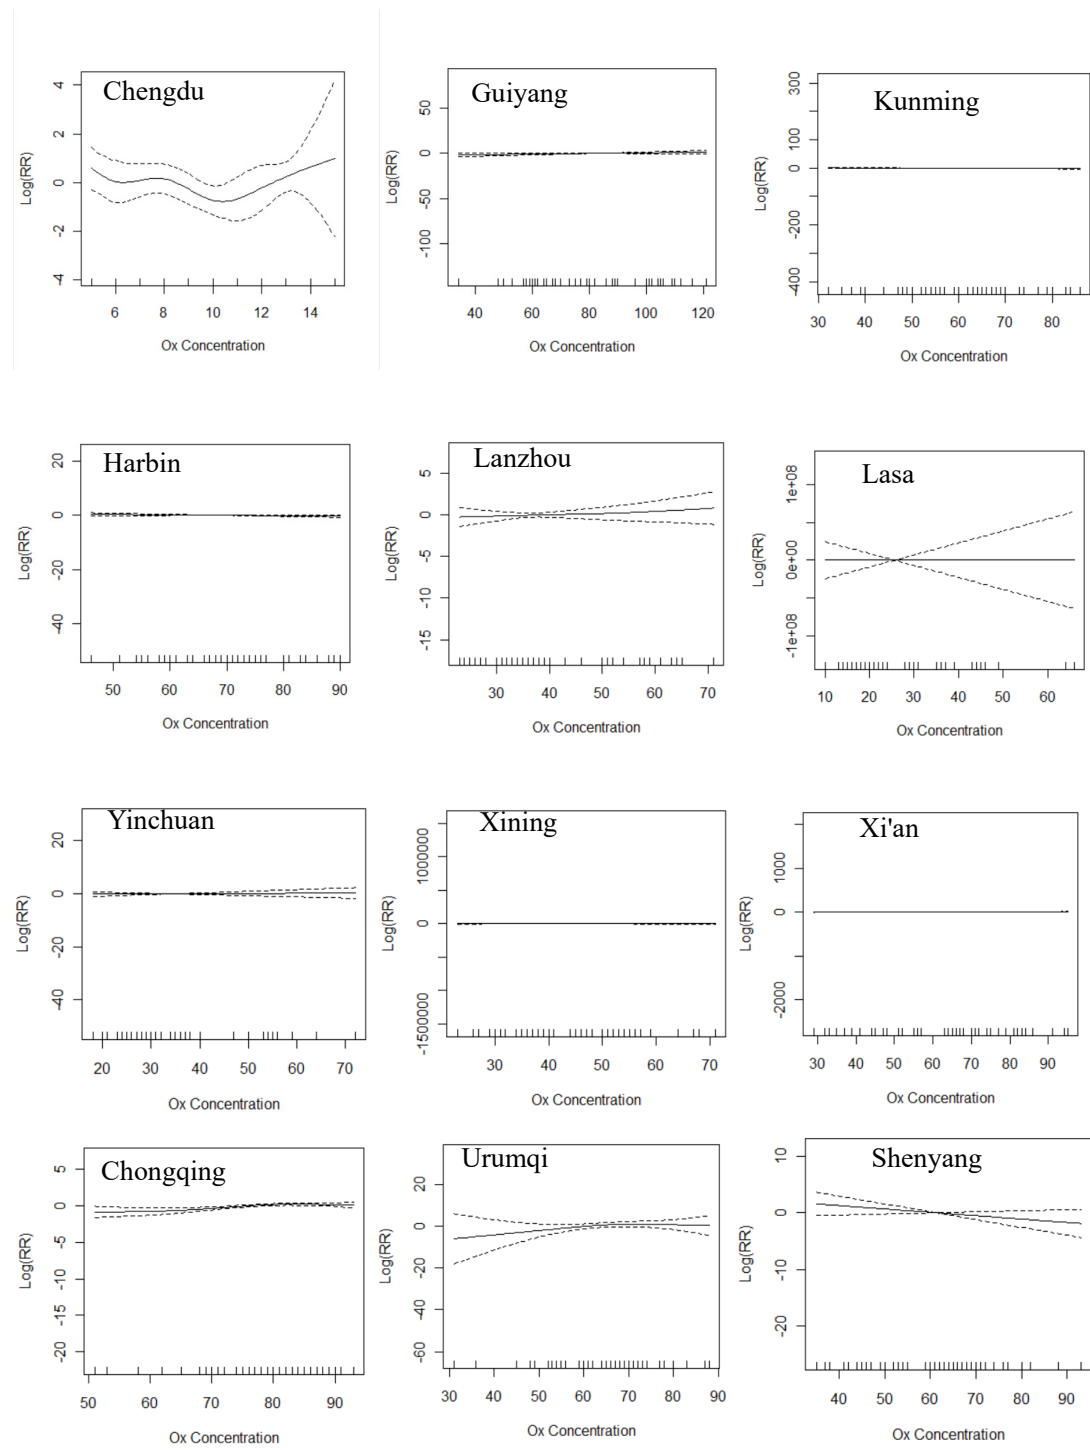 Chengdu
Log(RR)
4
2
0
-2
-4
6 8 10 12 14
Ox Concentration
Guiyang
Log(RR)
50
0
-50
-100
40 60 80 100 120
Ox Concentration
Kunming
Log(RR)
300
100
0
-200
-400
30 40 50 60 70 80
Ox Concentration
Harbin
Log(RR)
20
0
-20
-40
50 60 70 80 90
Ox Concentration
Lanzhou
Log(RR)
5
0
-5
-10
-15
30 40 50 60 70
Ox Concentration
Lasa
Log(RR)
1e+08
0e+00
-1e+08
10 20 30 40 50 60
Ox Concentration
Yinchuan
Log(RR)
20
0
-20
-40
20 30 40 50 60 70
Ox Concentration
Xining
Log(RR)
1000000
0
-1500000
30 40 50 60 70
Ox Concentration
Xi'an
Log(RR)
1000
0
-2000
30 40 50 60 70 80 90
Ox Concentration
Chongqing
Log(RR)
5
0
-5
-10
-15
-20
50 60 70 80 90
Ox Concentration
Urumqi
Log(RR)
20
0
-20
-40
-60
30 40 50 60 70 80 90
Ox Concentration
Shenyang
Log(RR)
10
0
-10
-20
40 50 60 70 80 90
Ox Concentration